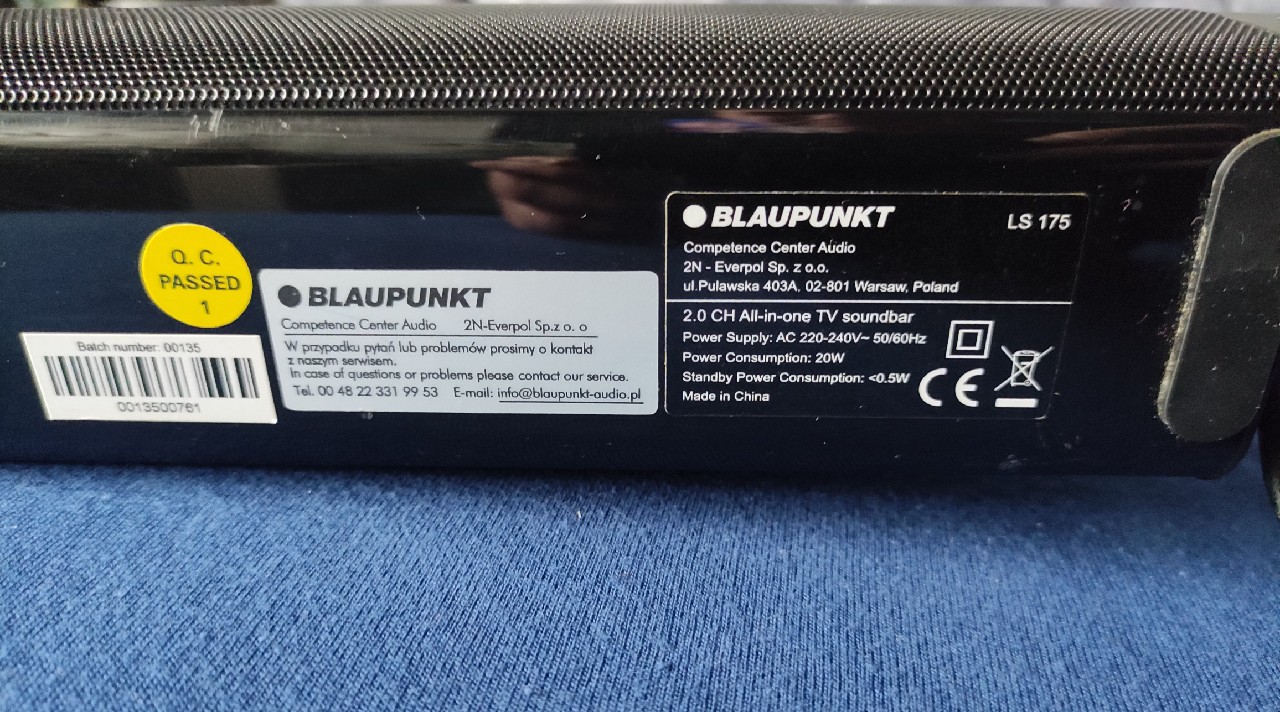 Q. C.
PASSED
1
Batch number: 00135
0013500761
BLAUPUNKT
Competence Center Audio 2N-Everpol Sp.z o. o
W przypadku pytań lub problemów prosimy o kontakt
z naszym serwisem.
In case of questions or problems please contact our service.
Tel. 00 48 22 331 99 53 E-mail: info@blaupunkt-audio.pl
BLAUPUNKT LS 175
Competence Center Audio
2N - Everpol Sp. z o.o.
ul.Pulawska 403A, 02-801 Warsaw, Poland
2.0 CH All-in-one TV soundbar
Power Supply: AC 220-240V~ 50/60Hz
Power Consumption: 20W
Standby Power Consumption: <0.5W
Made in China
CE